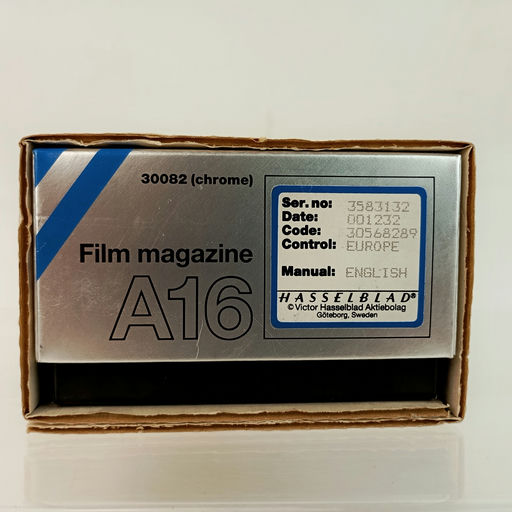 30082 (chrome)
Film magazine
A16
Ser. no: 3583132
Date: 001232
Code: 30568289
Control: EUROPE
Manual: ENGLISH
HASSELBLAD®
© Victor Hasselblad Aktiebolag
Göteborg, Sweden